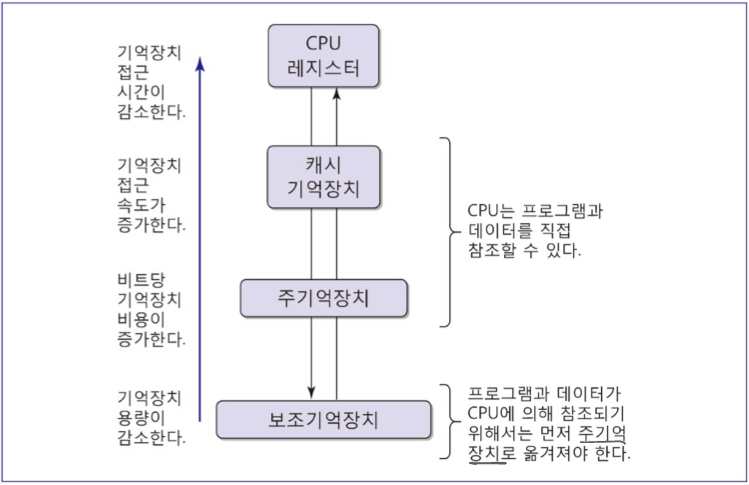 기억장치
접근
시간이
감소한다.
기억장치
접근
속도가
증가한다.
비트당
기억장치
비용이
증가한다.
기억장치
용량이
감소한다.
CPU
레지스터
캐시
기억장치
주기억장치
보조기억장치
CPU는 프로그램과
데이터를 직접
참조할 수 있다.
프로그램과 데이터가
CPU에 의해 참조되기
위해서는 먼저 주기억
장치로 옮겨져야 한다.